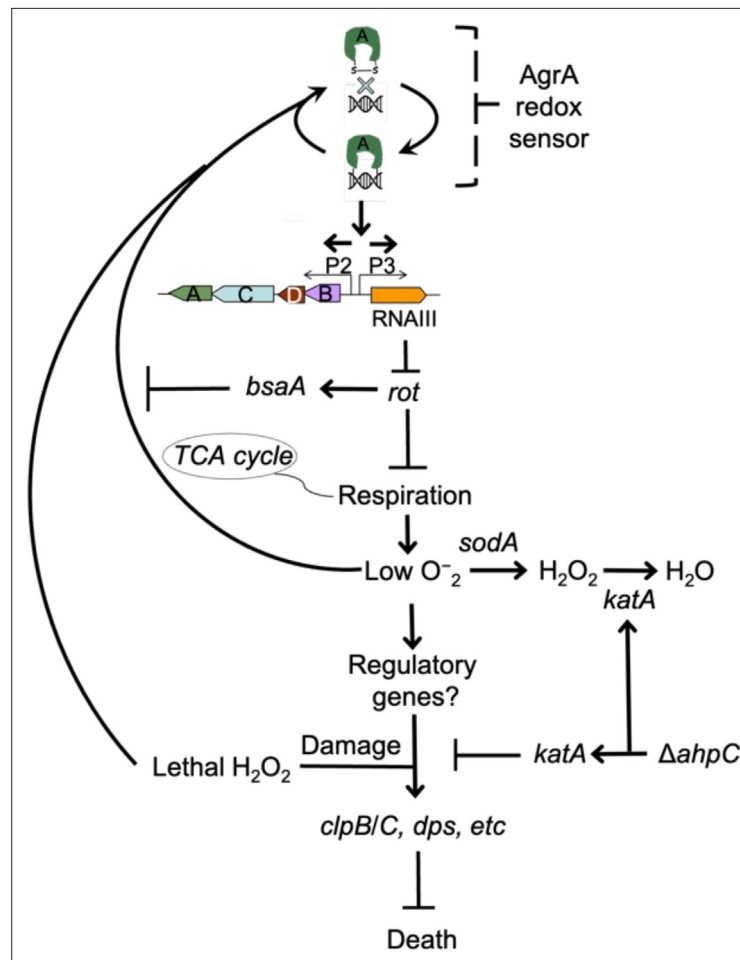 A
s—s
AgrA
redox
sensor
A
P2 P3
A C D B
RNAIII
bsaA rot
TCA cycle
Respiration
sodA
Low O⁻₂ H₂O₂ H₂O
katA
Regulatory
genes?
Damage
Lethal H₂O₂ katA ΔahpC
clpB/C, dps, etc
Death